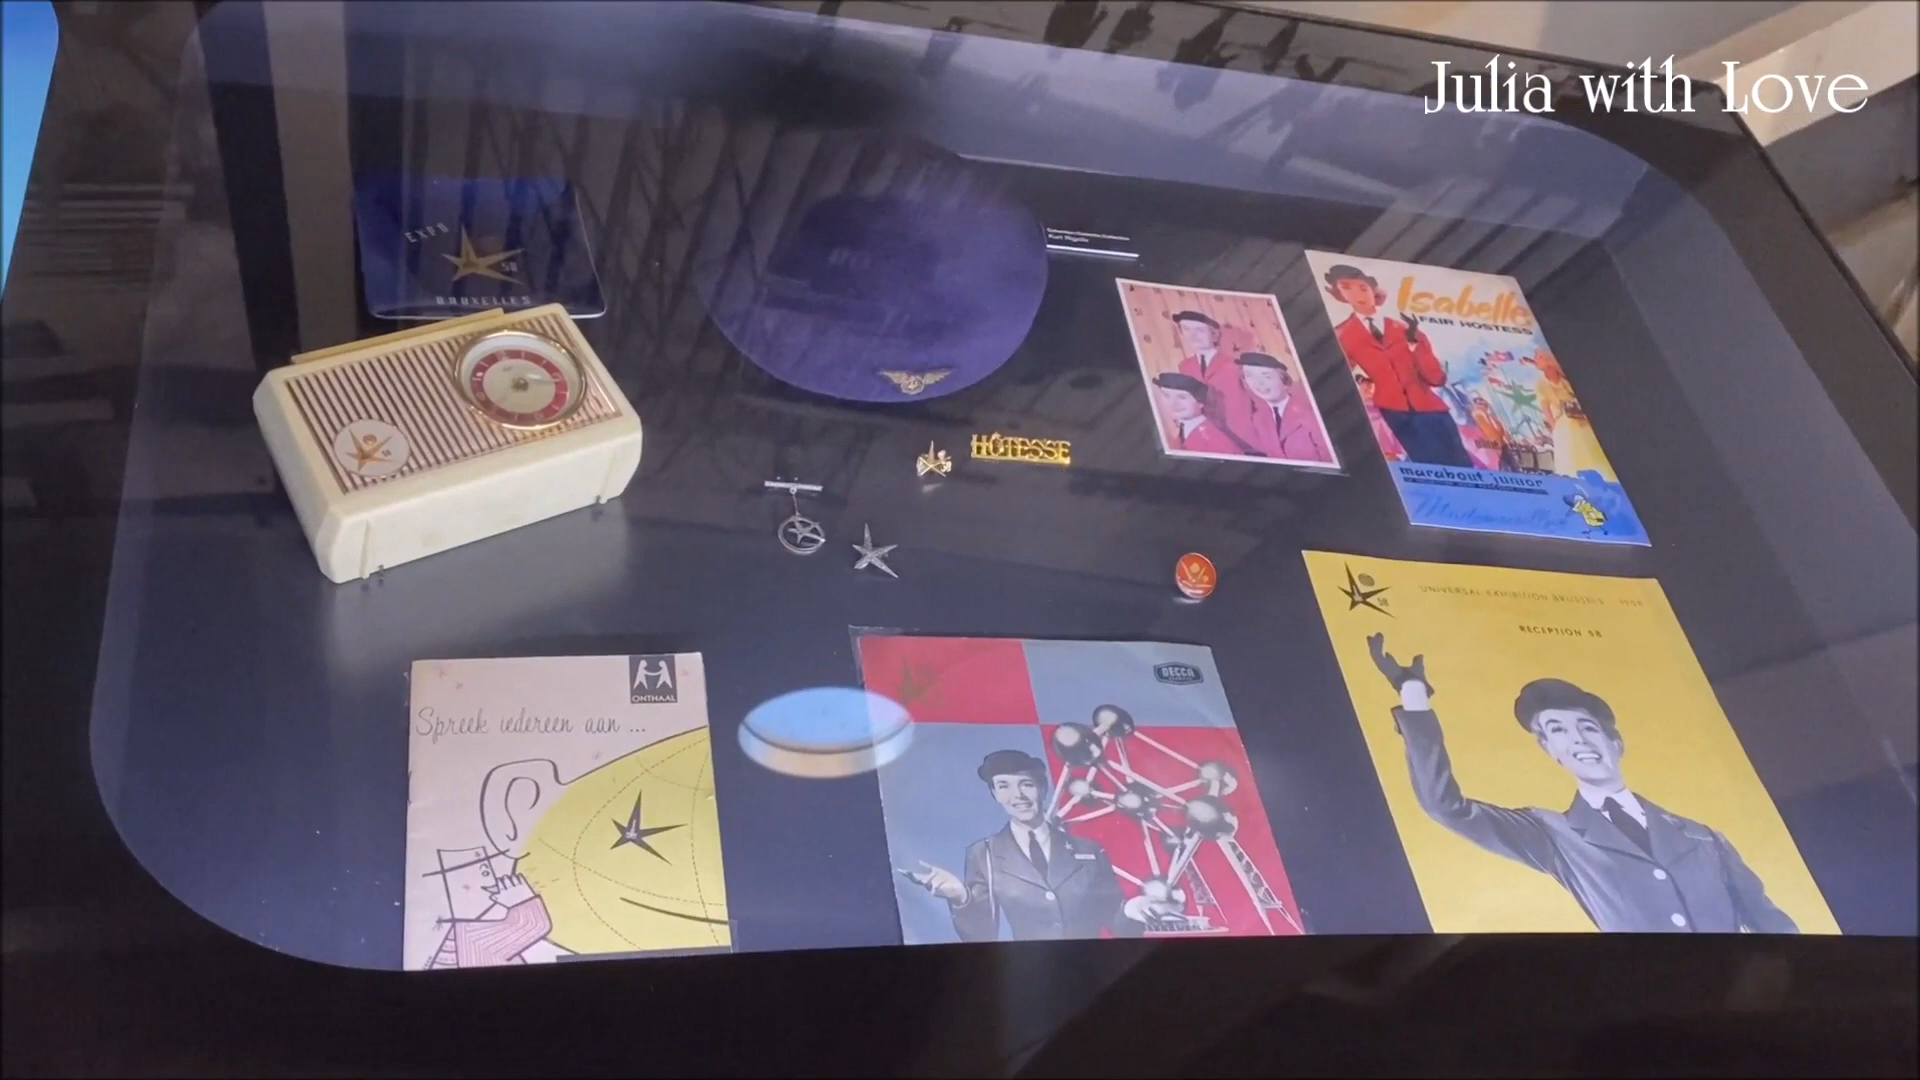 Julia with Love
EXPO
58
BRUXELLES
Isabelle
FAIR HOSTESS
HÔTESSE
58
marabout junior
UNIVERSAL EXHIBITION BRUSSELS 1958
RECEPTION 58
58
ONTHAAL
Spreek iedereen aan ...
DECCA